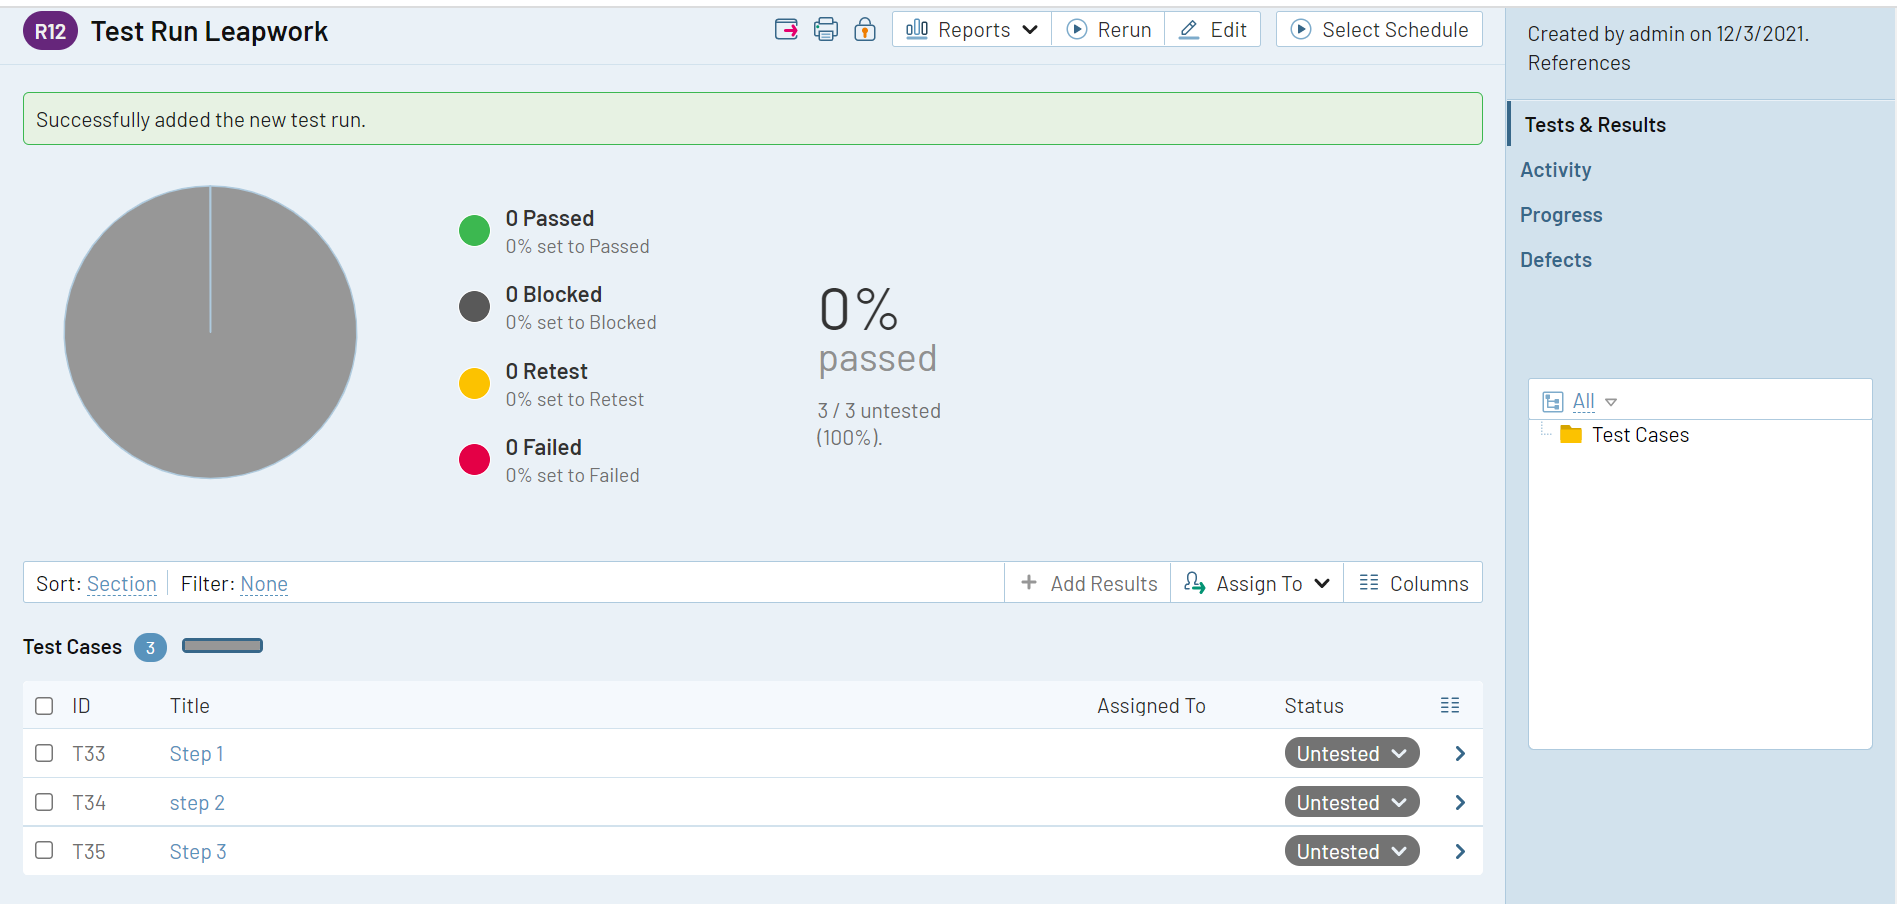 R12 Test Run Leapwork
Reports Rerun Edit Select Schedule
Created by admin on 12/3/2021.
References
Successfully added the new test run.
Tests & Results
Activity
Progress
Defects
0 Passed
0% set to Passed
0 Blocked
0% set to Blocked
0 Retest
0% set to Retest
0 Failed
0% set to Failed
0%
passed
3 / 3 untested
(100%).
All
Test Cases
Sort: Section Filter: None + Add Results Assign To Columns
Test Cases 3
ID Title Assigned To Status
T33 Step 1 Untested
T34 step 2 Untested
T35 Step 3 Untested